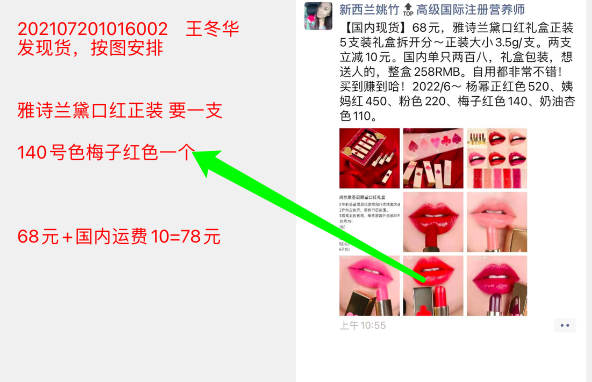 202107201016002 王冬华
发现货，按图安排
雅诗兰黛口红正装 要一支
140号色梅子红色一个
68元+国内运费10=78元
新西兰姚竹 TOP 高级国际注册营养师
【国内现货】68元，雅诗兰黛口红礼盒正装
5支装礼盒拆开分～正装大小3.5g/支。两支
立减10元。国内单只两百八，礼盒包装，想
送人的，整盒258RMB。自用都非常不错！
买到赚到哈！2022/6～ 杨幂正红色520、姨
妈红450、粉色220、梅子红色140、奶油杏
色110。
上午10:55